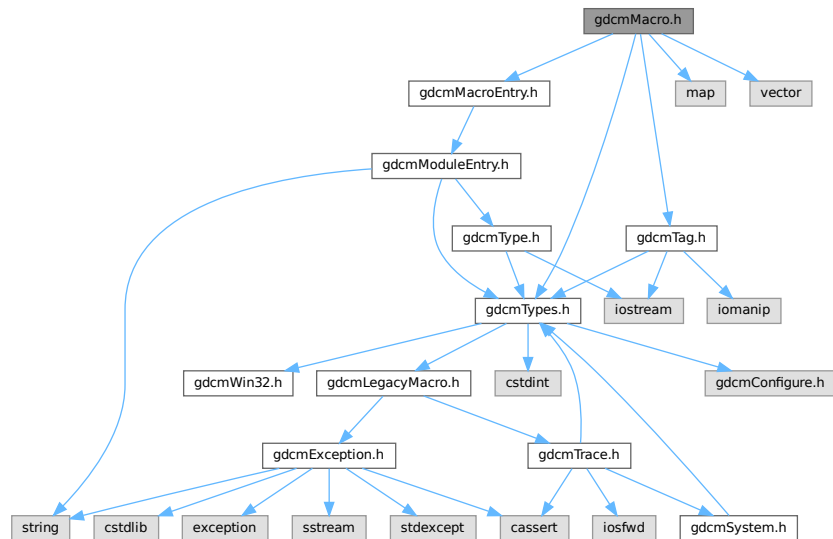 gdcmMacro.h
gdcmMacroEntry.h
map
vector
gdcmModuleEntry.h
gdcmType.h
gdcmTag.h
gdcmTypes.h
iostream
iomanip
gdcmWin32.h
gdcmLegacyMacro.h
cstdint
gdcmConfigure.h
gdcmException.h
gdcmTrace.h
string
cstdlib
exception
sstream
stdexcept
cassert
iosfwd
gdcmSystem.h